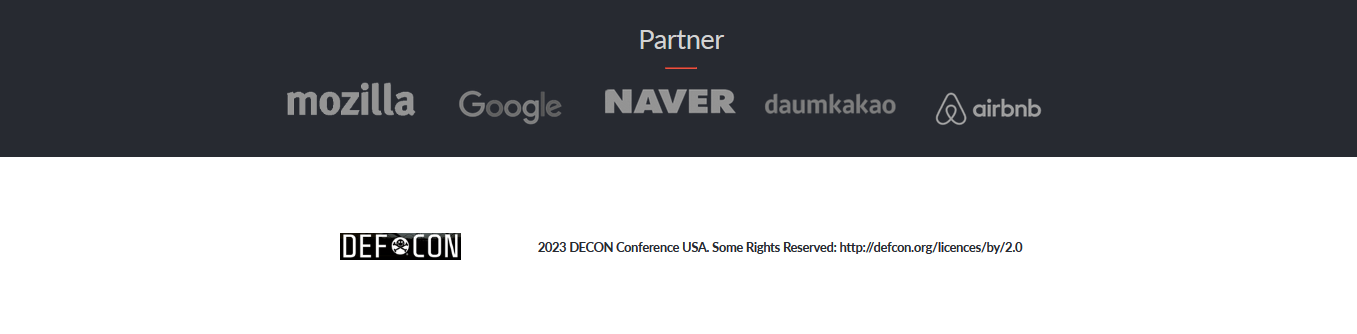 Partner
mozilla Google NAVER daumkakao airbnb
DEF CON 2023 DECON Conference USA. Some Rights Reserved: http://defcon.org/licences/by/2.0